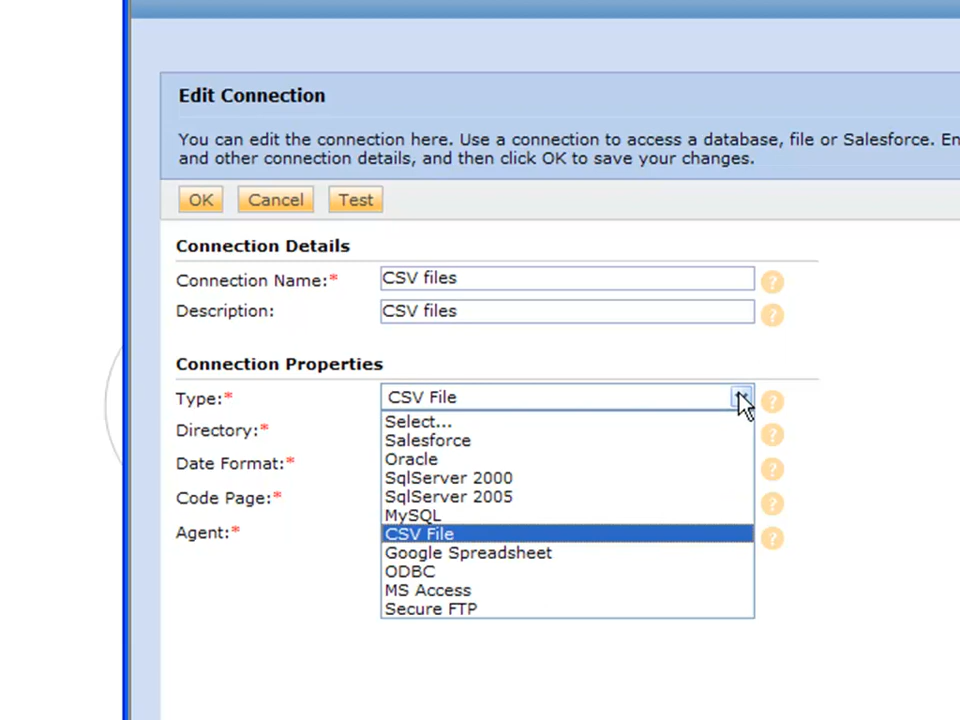 Edit Connection
You can edit the connection here. Use a connection to access a database, file or Salesforce. En
and other connection details, and then click OK to save your changes.
OK Cancel Test
Connection Details
Connection Name:* CSV files ?
Description: CSV files ?
Connection Properties
Type:* CSV File ?
Select...
Salesforce
Directory:* ?
Oracle
Date Format:* ?
SqlServer 2000
Code Page:* SqlServer 2005 ?
MySQL
Agent:* CSV File ?
Google Spreadsheet
ODBC
MS Access
Secure FTP